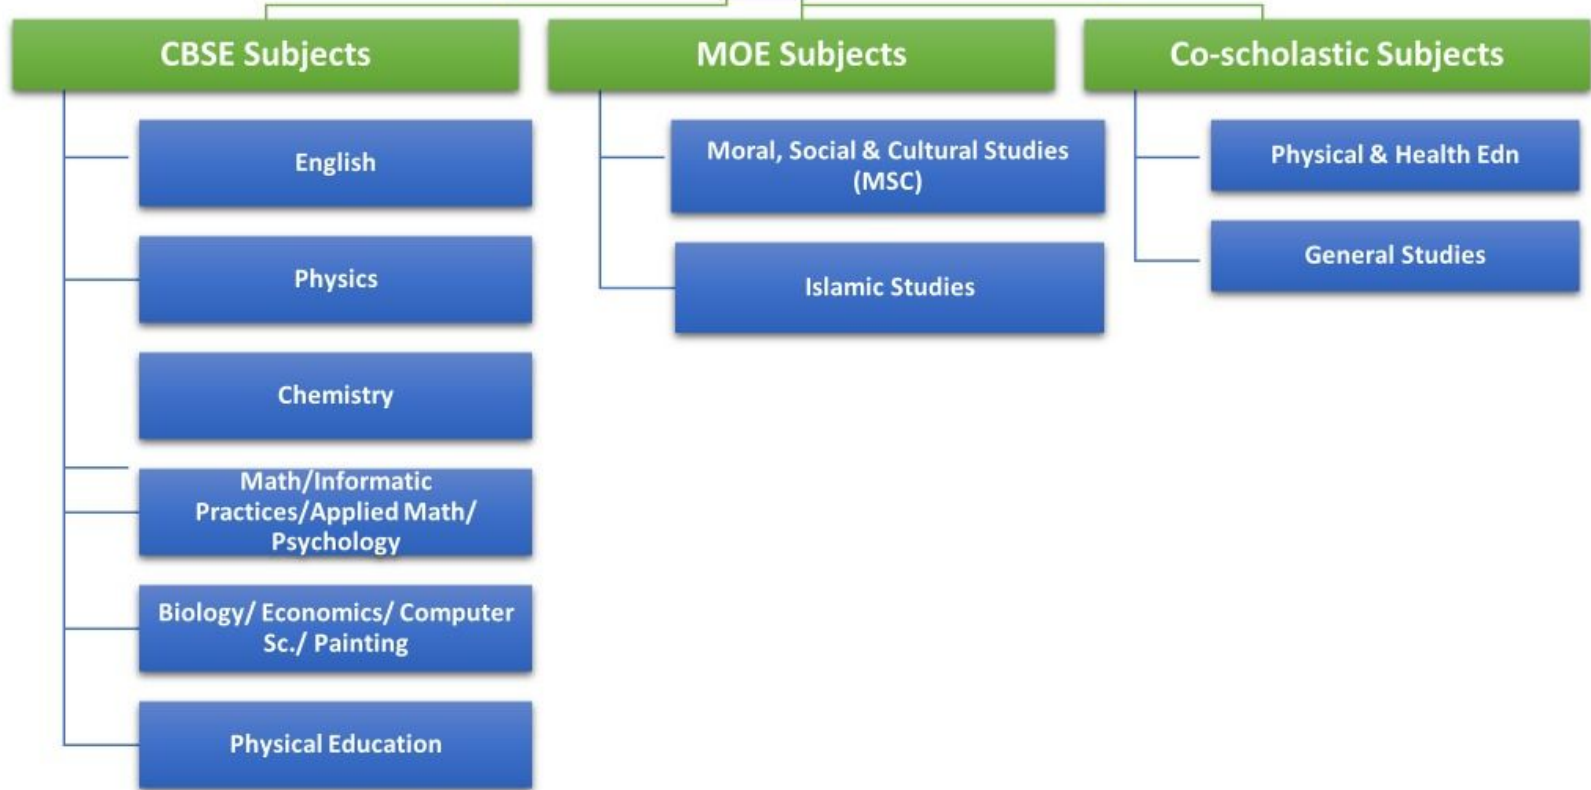 CBSE Subjects
English
Physics
Chemistry
Math/Informatic
Practices/Applied Math/
Psychology
Biology/ Economics/ Computer
Sc./ Painting
Physical Education
MOE Subjects
Moral, Social & Cultural Studies
(MSC)
Islamic Studies
Co-scholastic Subjects
Physical & Health Edn
General Studies